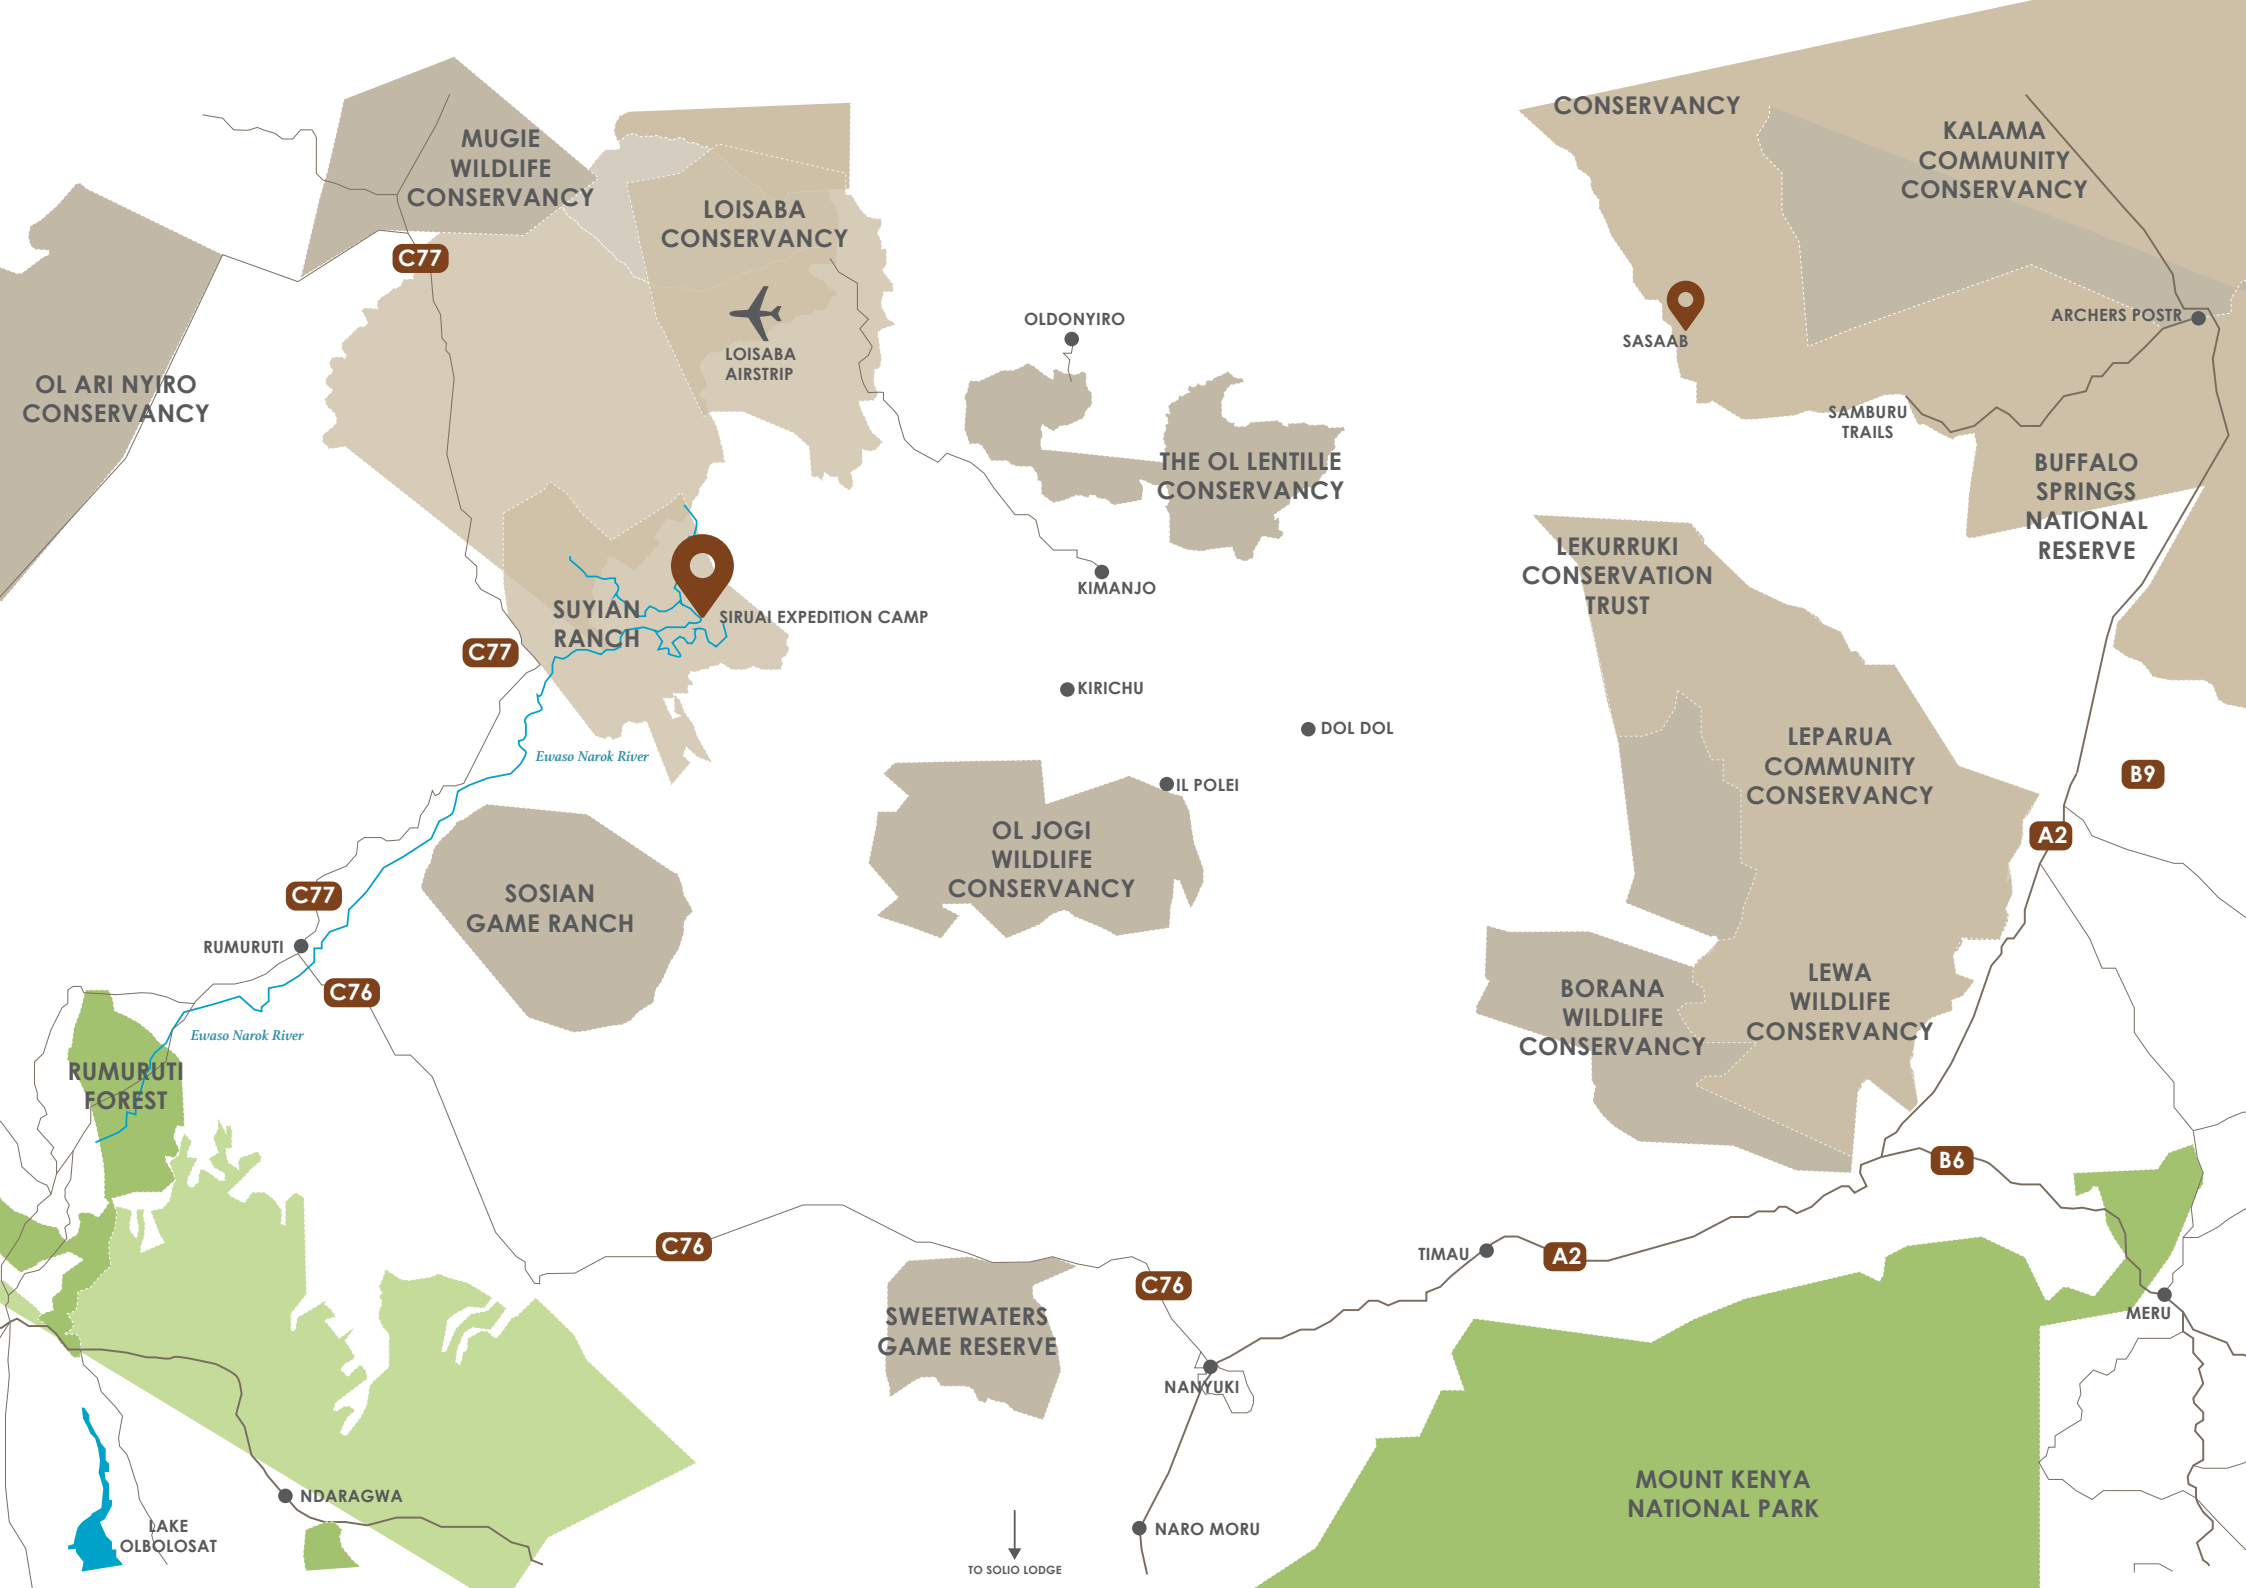 CONSERVANCY
KALAMA
COMMUNITY
CONSERVANCY
MUGIE
WILDLIFE
CONSERVANCY
LOISABA
CONSERVANCY
C77
LOISABA
AIRSTRIP
OLDONYIRO
SASAAB
ARCHERS POSTR
OL ARI NYIRO
CONSERVANCY
SAMBURU
TRAILS
THE OL LENTILLE
CONSERVANCY
BUFFALO
SPRINGS
NATIONAL
RESERVE
LEKURRUKI
CONSERVATION
TRUST
KIMANJO
SUYIAN
RANCH
SIRUAI EXPEDITION CAMP
C77
KIRICHU
DOL DOL
Ewaso Narok River
IL POLEI
LEPARUA
COMMUNITY
CONSERVANCY
B9
A2
OL JOGI
WILDLIFE
CONSERVANCY
SOSIAN
GAME RANCH
C77
RUMURUTI
C76
Ewaso Narok River
BORANA
WILDLIFE
CONSERVANCY
LEWA
WILDLIFE
CONSERVANCY
RUMURUTI
FOREST
B6
C76
TIMAU
A2
C76
SWEETWATERS
GAME RESERVE
MERU
NANYUKI
NDARAGWA
MOUNT KENYA
NATIONAL PARK
LAKE
OLBOLOSAT
NARO MORU
TO SOLIO LODGE